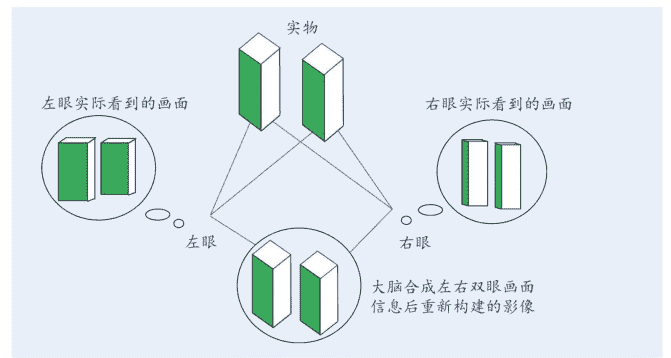 实物
左眼实际看到的画面
右眼实际看到的画面
左眼
右眼
大脑合成左右双眼画面
信息后重新构建的影像